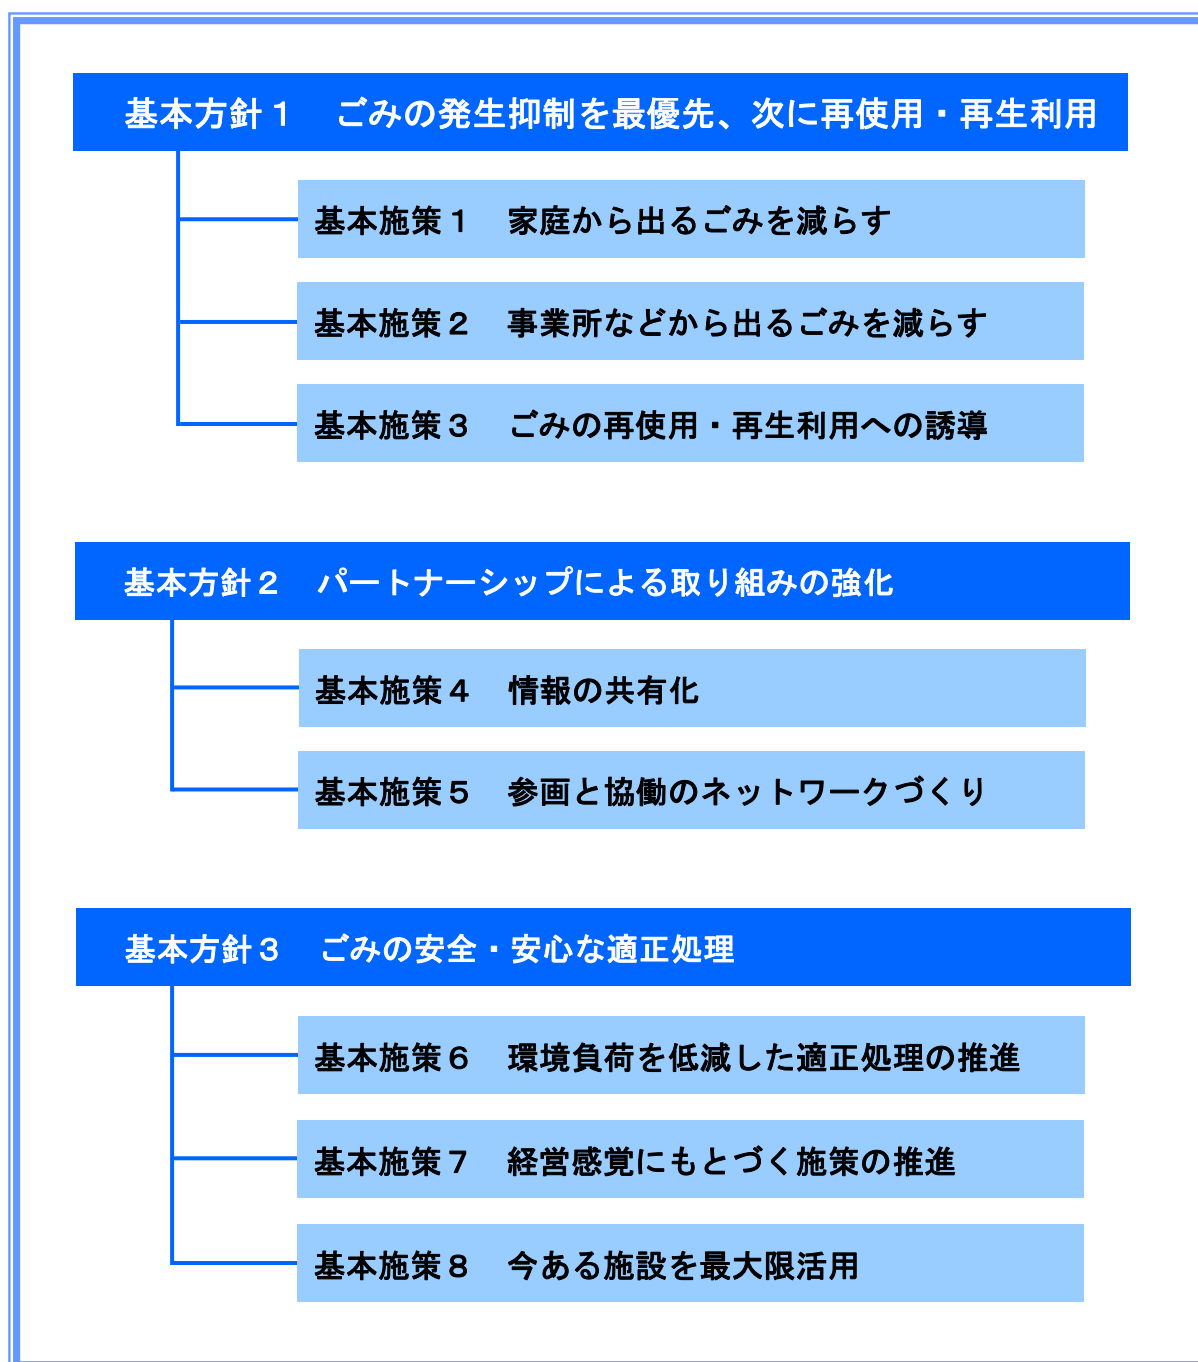 基本方針１　ごみの発生抑制を最優先、次に再使用・再生利用
基本施策１　家庭から出るごみを減らす
基本施策２　事業所などから出るごみを減らす
基本施策３　ごみの再使用・再生利用への誘導
基本方針２　パートナーシップによる取り組みの強化
基本施策４　情報の共有化
基本施策５　参画と協働のネットワークづくり
基本方針３　ごみの安全・安心な適正処理
基本施策６　環境負荷を低減した適正処理の推進
基本施策７　経営感覚にもとづく施策の推進
基本施策８　今ある施設を最大限活用